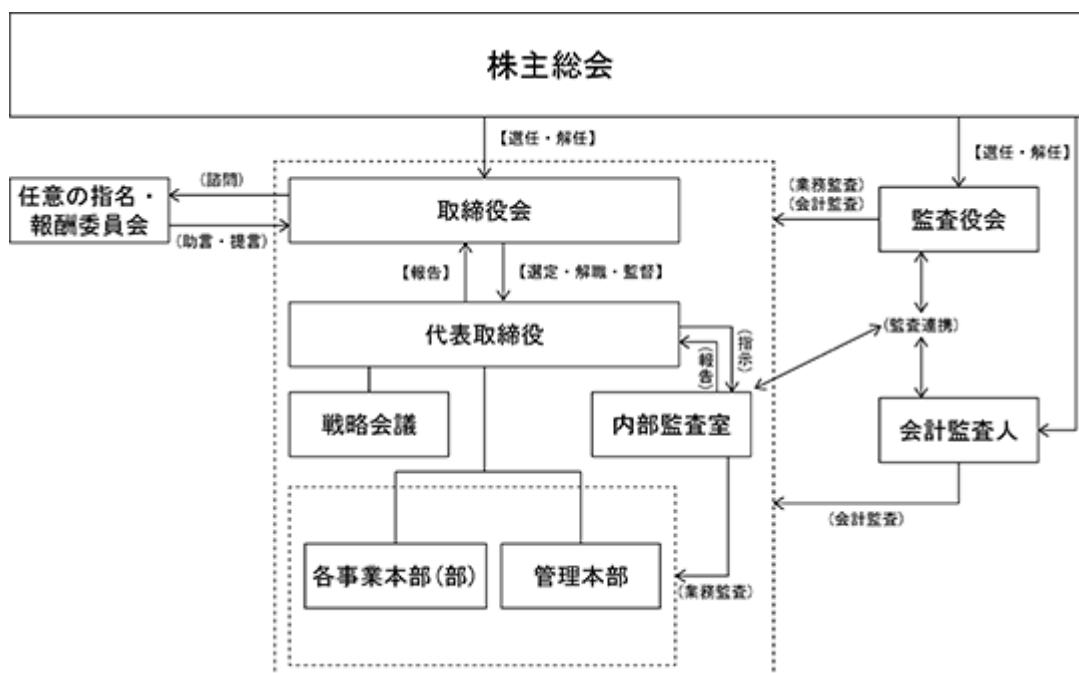 株主総会
【選任・解任】
【選任・解任】
任意の指名・
報酬委員会
(諮問)
(助言・提言)
取締役会
(業務監査)
(会計監査)
監査役会
【報告】
【選定・解職・監督】
代表取締役
(指示)
(報告)
(監査連携)
戦略会議
内部監査室
会計監査人
(会計監査)
各事業本部(部)
管理本部
(業務監査)